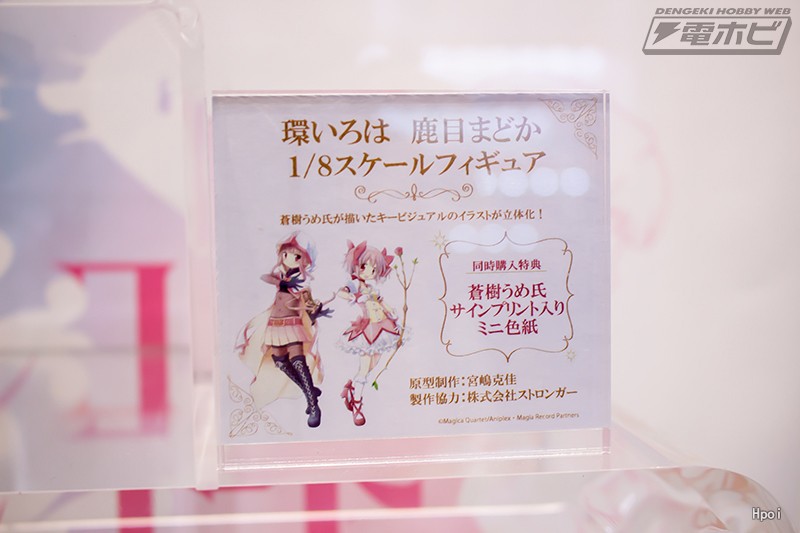 DENGEKI HOBBY WEB
電ホビ
環いろは 鹿目まどか
1/8スケールフィギュア
蒼樹うめ氏が描いたキービジュアルのイラストが立体化！
同時購入特典
蒼樹うめ氏
サインプリント入り
ミニ色紙
原型制作：宮嶋克佳
製作協力：株式会社ストロンガー
©Magica Quartet/Aniplex・Magia Record Partners
Hpoi